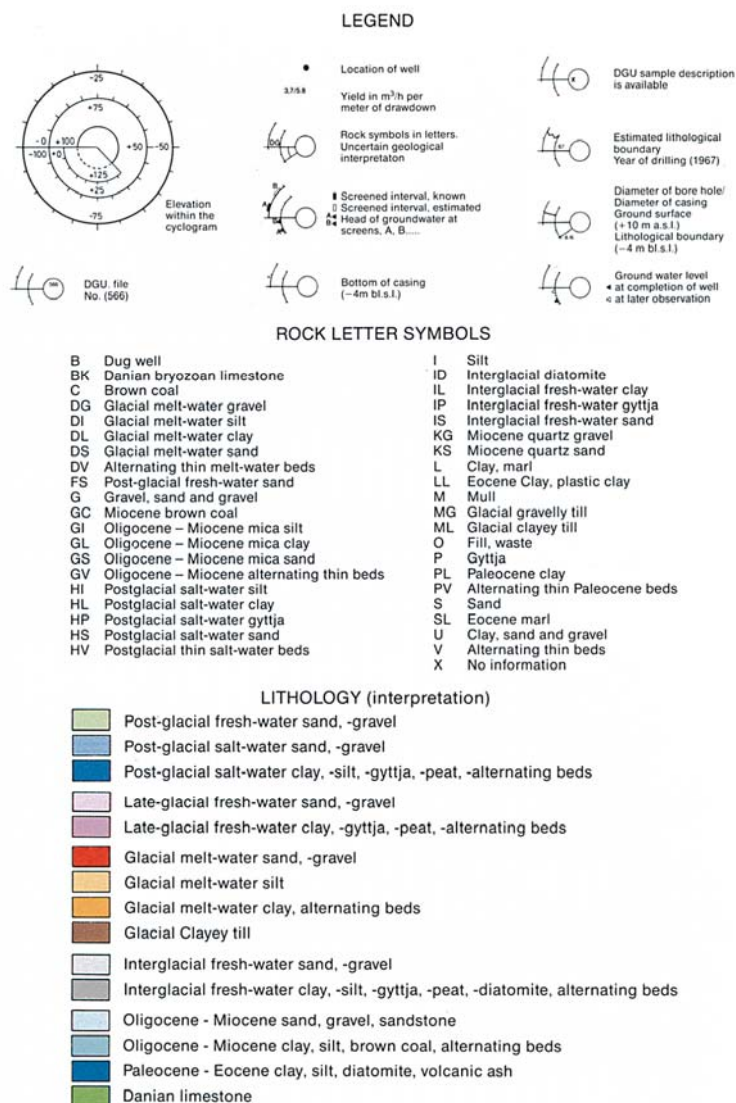 LEGEND
-25
+75
-0
+100
-100
+0
+50
-50
+125
+25
-75
Elevation
within the
cyclogram
566
DGU. file
No. (566)
Location of well
3,7/5.8
Yield in m³/h per
meter of drawdown
DG
Rock symbols in letters.
Uncertain geological
interpretaton
B
A
Screened interval, known
Screened interval, estimated
A
Head of groundwater at
B
screens, A, B.....
Bottom of casing
(−4m bl.s.l.)
x
DGU sample description
is available
67
Estimated lithological
boundary
Year of drilling (1967)
Diameter of bore hole/
Diameter of casing
Ground surface
(+10 m a.s.l.)
Lithological boundary
(−4 m bl.s.l.)
Ground water level
at completion of well
at later observation
ROCK LETTER SYMBOLS
B Dug well
BK Danian bryozoan limestone
C Brown coal
DG Glacial melt-water gravel
DI Glacial melt-water silt
DL Glacial melt-water clay
DS Glacial melt-water sand
DV Alternating thin melt-water beds
FS Post-glacial fresh-water sand
G Gravel, sand and gravel
GC Miocene brown coal
GI Oligocene – Miocene mica silt
GL Oligocene – Miocene mica clay
GS Oligocene – Miocene mica sand
GV Oligocene – Miocene alternating thin beds
HI Postglacial salt-water silt
HL Postglacial salt-water clay
HP Postglacial salt-water gyttja
HS Postglacial salt-water sand
HV Postglacial thin salt-water beds
I Silt
ID Interglacial diatomite
IL Interglacial fresh-water clay
IP Interglacial fresh-water gyttja
IS Interglacial fresh-water sand
KG Miocene quartz gravel
KS Miocene quartz sand
L Clay, marl
LL Eocene Clay, plastic clay
M Mull
MG Glacial gravelly till
ML Glacial clayey till
O Fill, waste
P Gyttja
PL Paleocene clay
PV Alternating thin Paleocene beds
S Sand
SL Eocene marl
U Clay, sand and gravel
V Alternating thin beds
X No information
LITHOLOGY (interpretation)
Post-glacial fresh-water sand, -gravel
Post-glacial salt-water sand, -gravel
Post-glacial salt-water clay, -silt, -gyttja, -peat, -alternating beds
Late-glacial fresh-water sand, -gravel
Late-glacial fresh-water clay, -gyttja, -peat, -alternating beds
Glacial melt-water sand, -gravel
Glacial melt-water silt
Glacial melt-water clay, alternating beds
Glacial Clayey till
Interglacial fresh-water sand, -gravel
Interglacial fresh-water clay, -silt, -gyttja, -peat, -diatomite, alternating beds
Oligocene - Miocene sand, gravel, sandstone
Oligocene - Miocene clay, silt, brown coal, alternating beds
Paleocene - Eocene clay, silt, diatomite, volcanic ash
Danian limestone